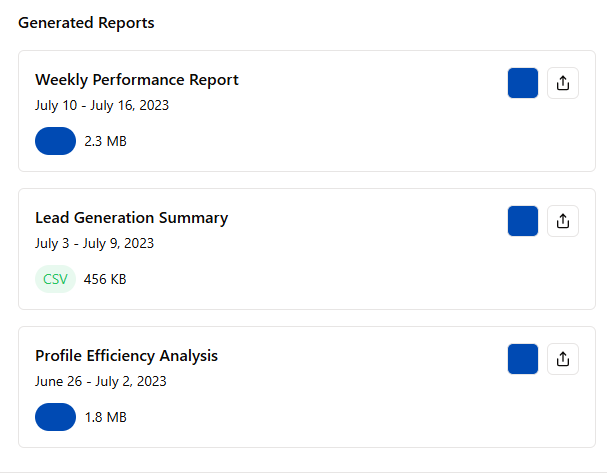 Generated Reports
Weekly Performance Report
July 10 - July 16, 2023
2.3 MB
Lead Generation Summary
July 3 - July 9, 2023
CSV 456 KB
Profile Efficiency Analysis
June 26 - July 2, 2023
1.8 MB